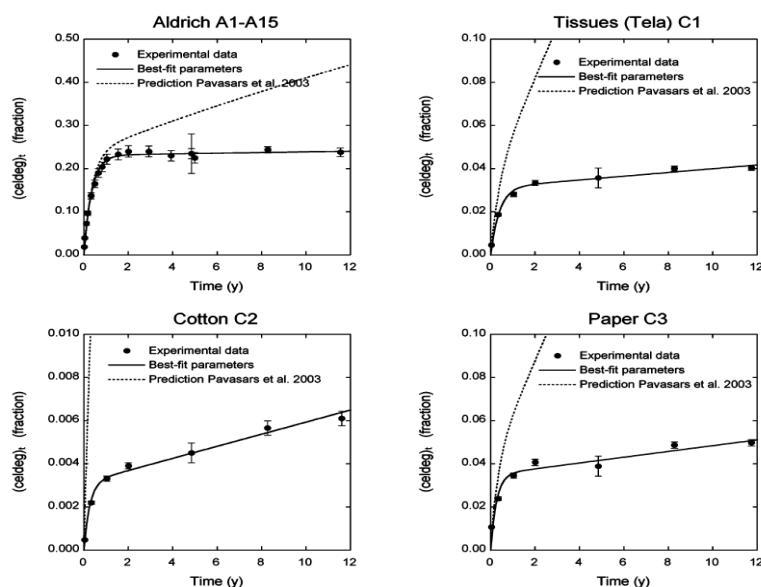 Aldrich A1-A15
0.50
0.40
0.30
0.20
0.10
0.00
(celdeg)t (fraction)
Experimental data
Best-fit parameters
Prediction Pavasars et al. 2003
0 2 4 6 8 10 12
Time (y)
Tissues (Tela) C1
0.10
0.08
0.06
0.04
0.02
0.00
(celdeg)t (fraction)
Experimental data
Best-fit parameters
Prediction Pavasars et al. 2003
0 2 4 6 8 10 12
Time (y)
Cotton C2
0.010
0.008
0.006
0.004
0.002
0.000
(celdeg)t (fraction)
Experimental data
Best-fit parameters
Prediction Pavasars et al. 2003
0 2 4 6 8 10 12
Time (y)
Paper C3
0.10
0.08
0.06
0.04
0.02
0.00
(celdeg)t (fraction)
Experimental data
Best-fit parameters
Prediction Pavasars et al. 2003
0 2 4 6 8 10 12
Time (y)